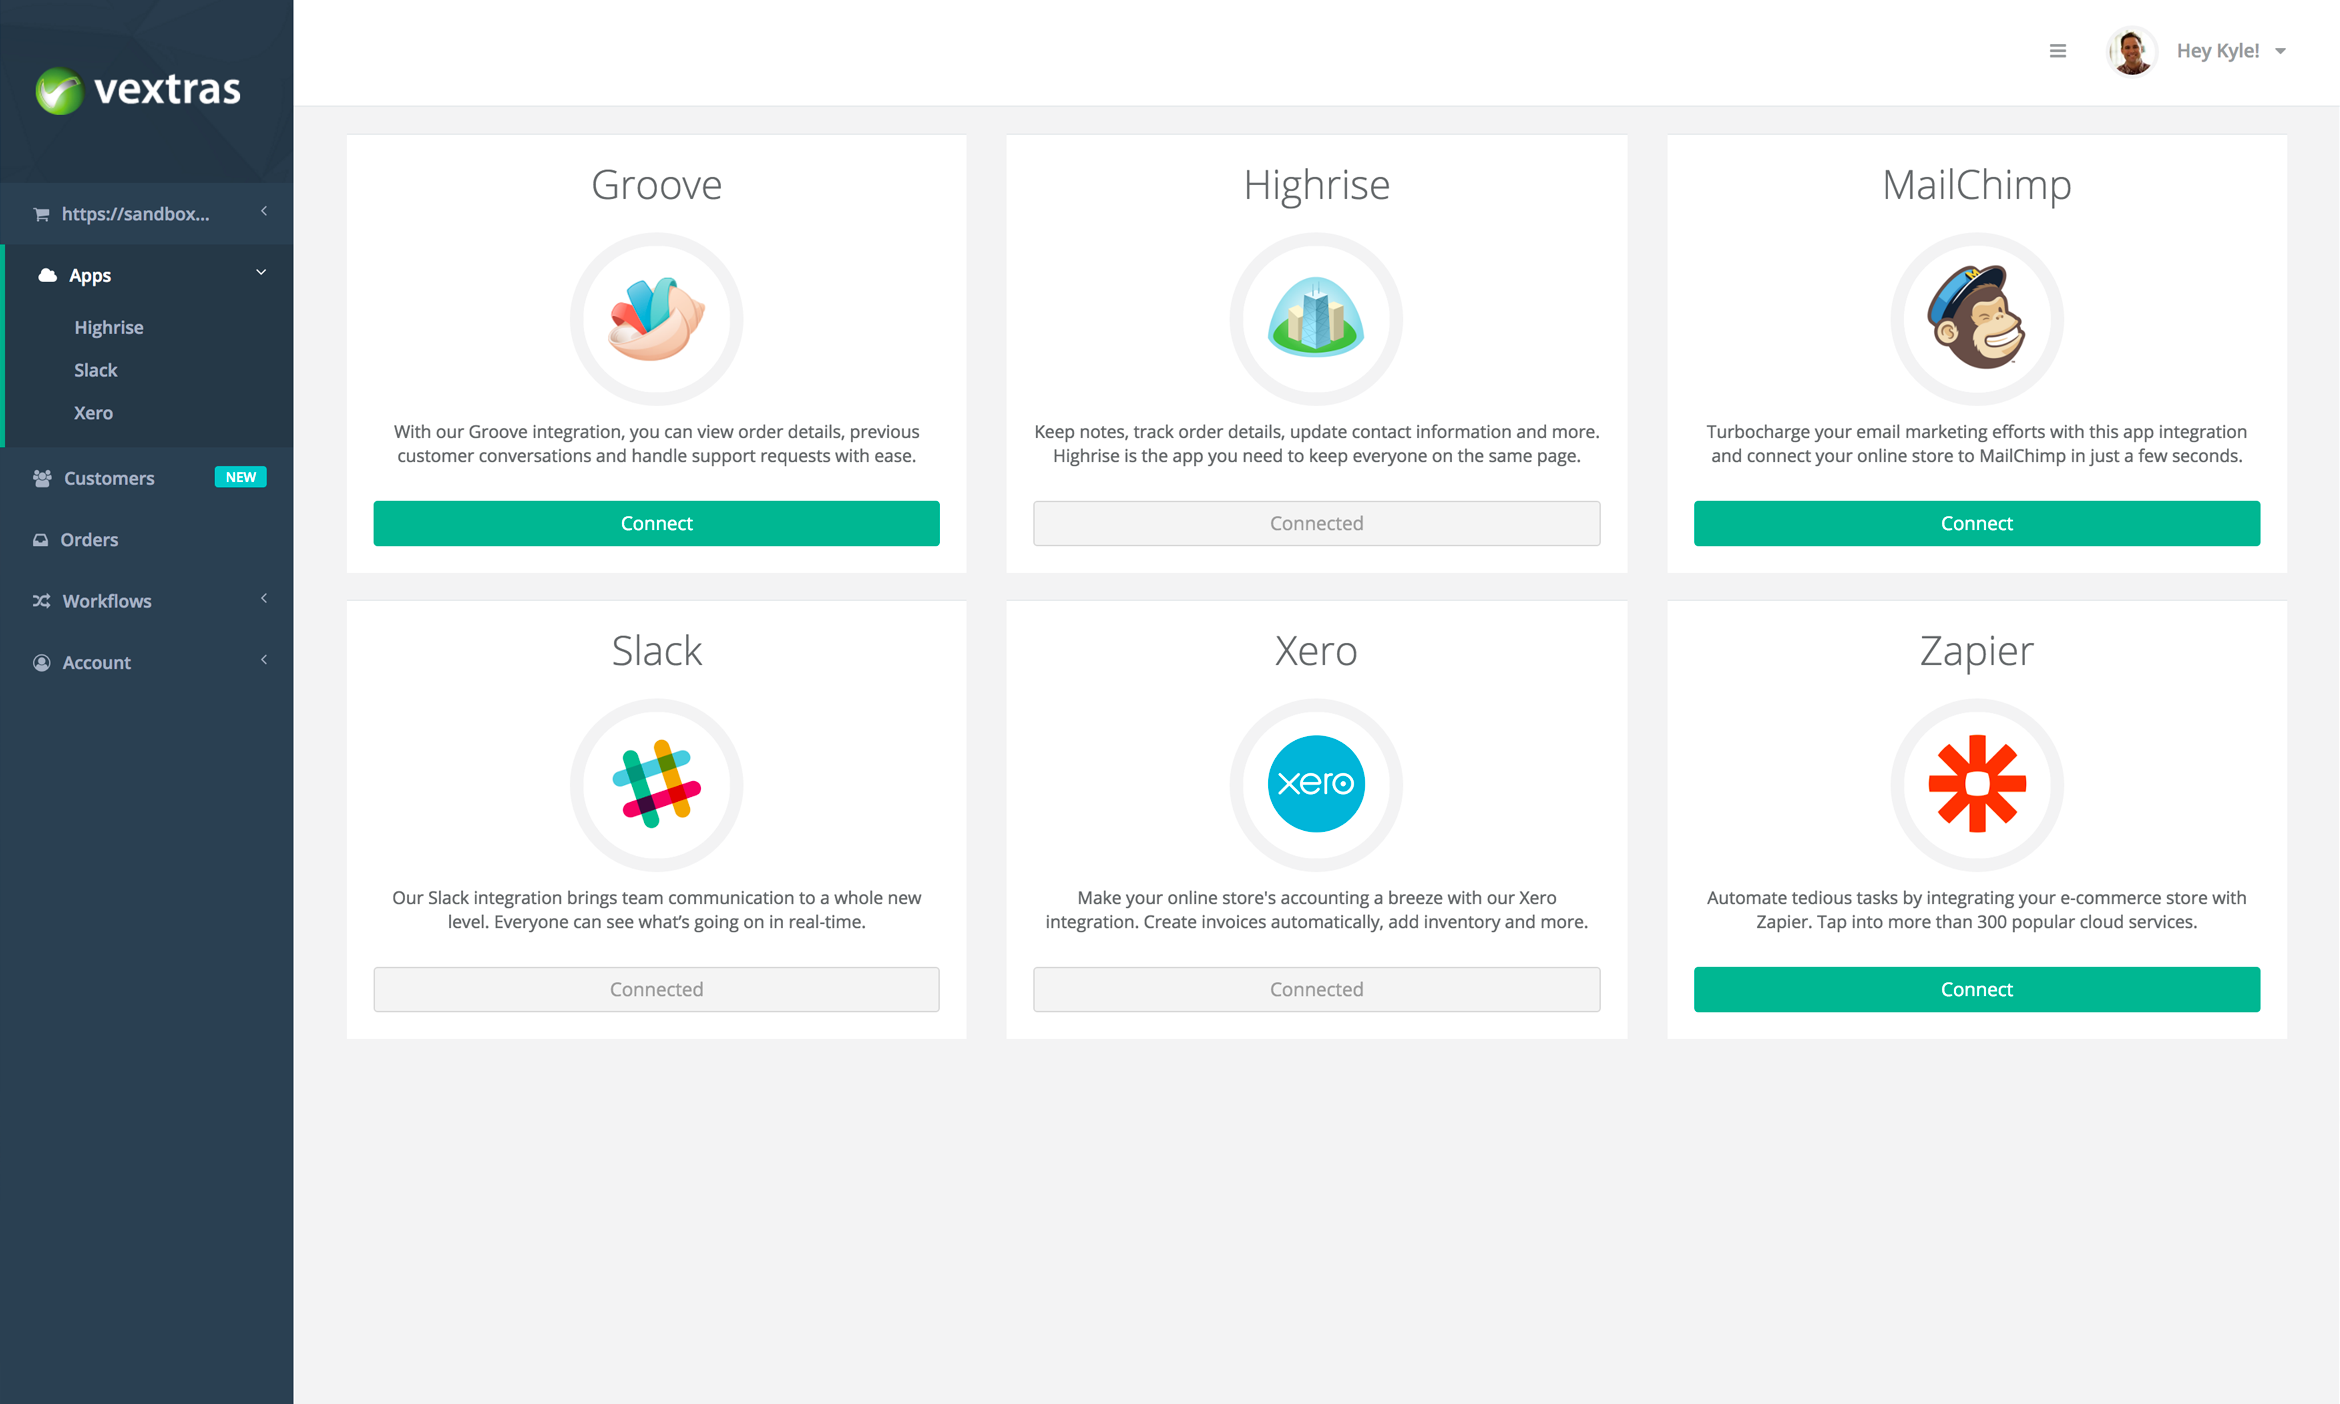 vextras
Hey Kyle!
https://sandbox...
Apps
Highrise
Slack
Xero
Customers
NEW
Orders
Workflows
Account
Groove
With our Groove integration, you can view order details, previous
customer conversations and handle support requests with ease.
Connect
Highrise
Keep notes, track order details, update contact information and more.
Highrise is the app you need to keep everyone on the same page.
Connected
MailChimp
Turbocharge your email marketing efforts with this app integration
and connect your online store to MailChimp in just a few seconds.
Connect
Slack
Our Slack integration brings team communication to a whole new
level. Everyone can see what’s going on in real-time.
Connected
Xero
xero
Make your online store's accounting a breeze with our Xero
integration. Create invoices automatically, add inventory and more.
Connected
Zapier
Automate tedious tasks by integrating your e-commerce store with
Zapier. Tap into more than 300 popular cloud services.
Connect